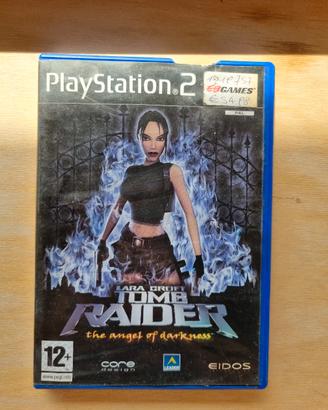 PlayStation®2
GAMES
PAL
LARA CROFT
TOMB
RAIDER
the angel of darkness
12+
www.pegi.info
core
design
LEADER
EIDOS